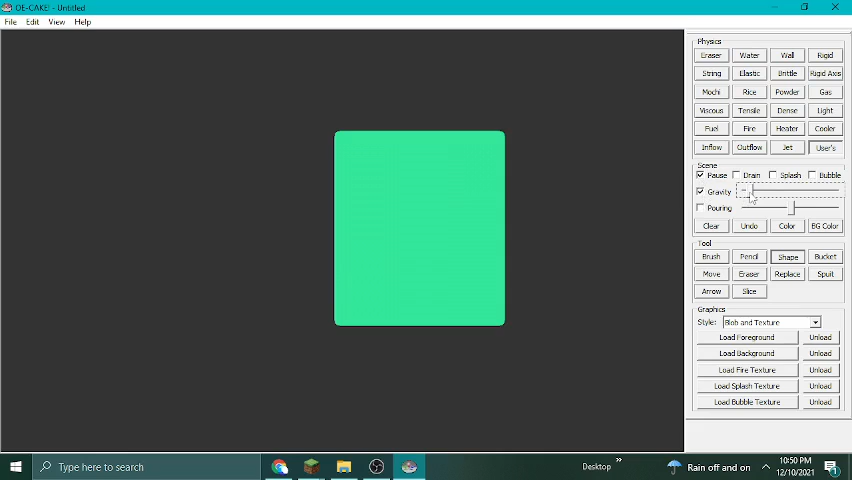 OE-CAKE! - Untitled
File Edit View Help
Physics
Eraser Water Wall Rigid
String Elastic Brittle Rigid Axis
Mochi Rice Powder Gas
Viscous Tensile Dense Light
Fuel Fire Heater Cooler
Inflow Outflow Jet User's
Scene
Pause Drain Splash Bubble
Gravity
Pouring
Clear Undo Color BG Color
Tool
Brush Pencil Shape Bucket
Move Eraser Replace Spuit
Arrow Slice
Graphics
Style: Blob and Texture
Load Foreground Unload
Load Background Unload
Load Fire Texture Unload
Load Splash Texture Unload
Load Bubble Texture Unload
Type here to search
Desktop » Rain off and on
10:50 PM
12/10/2021
1